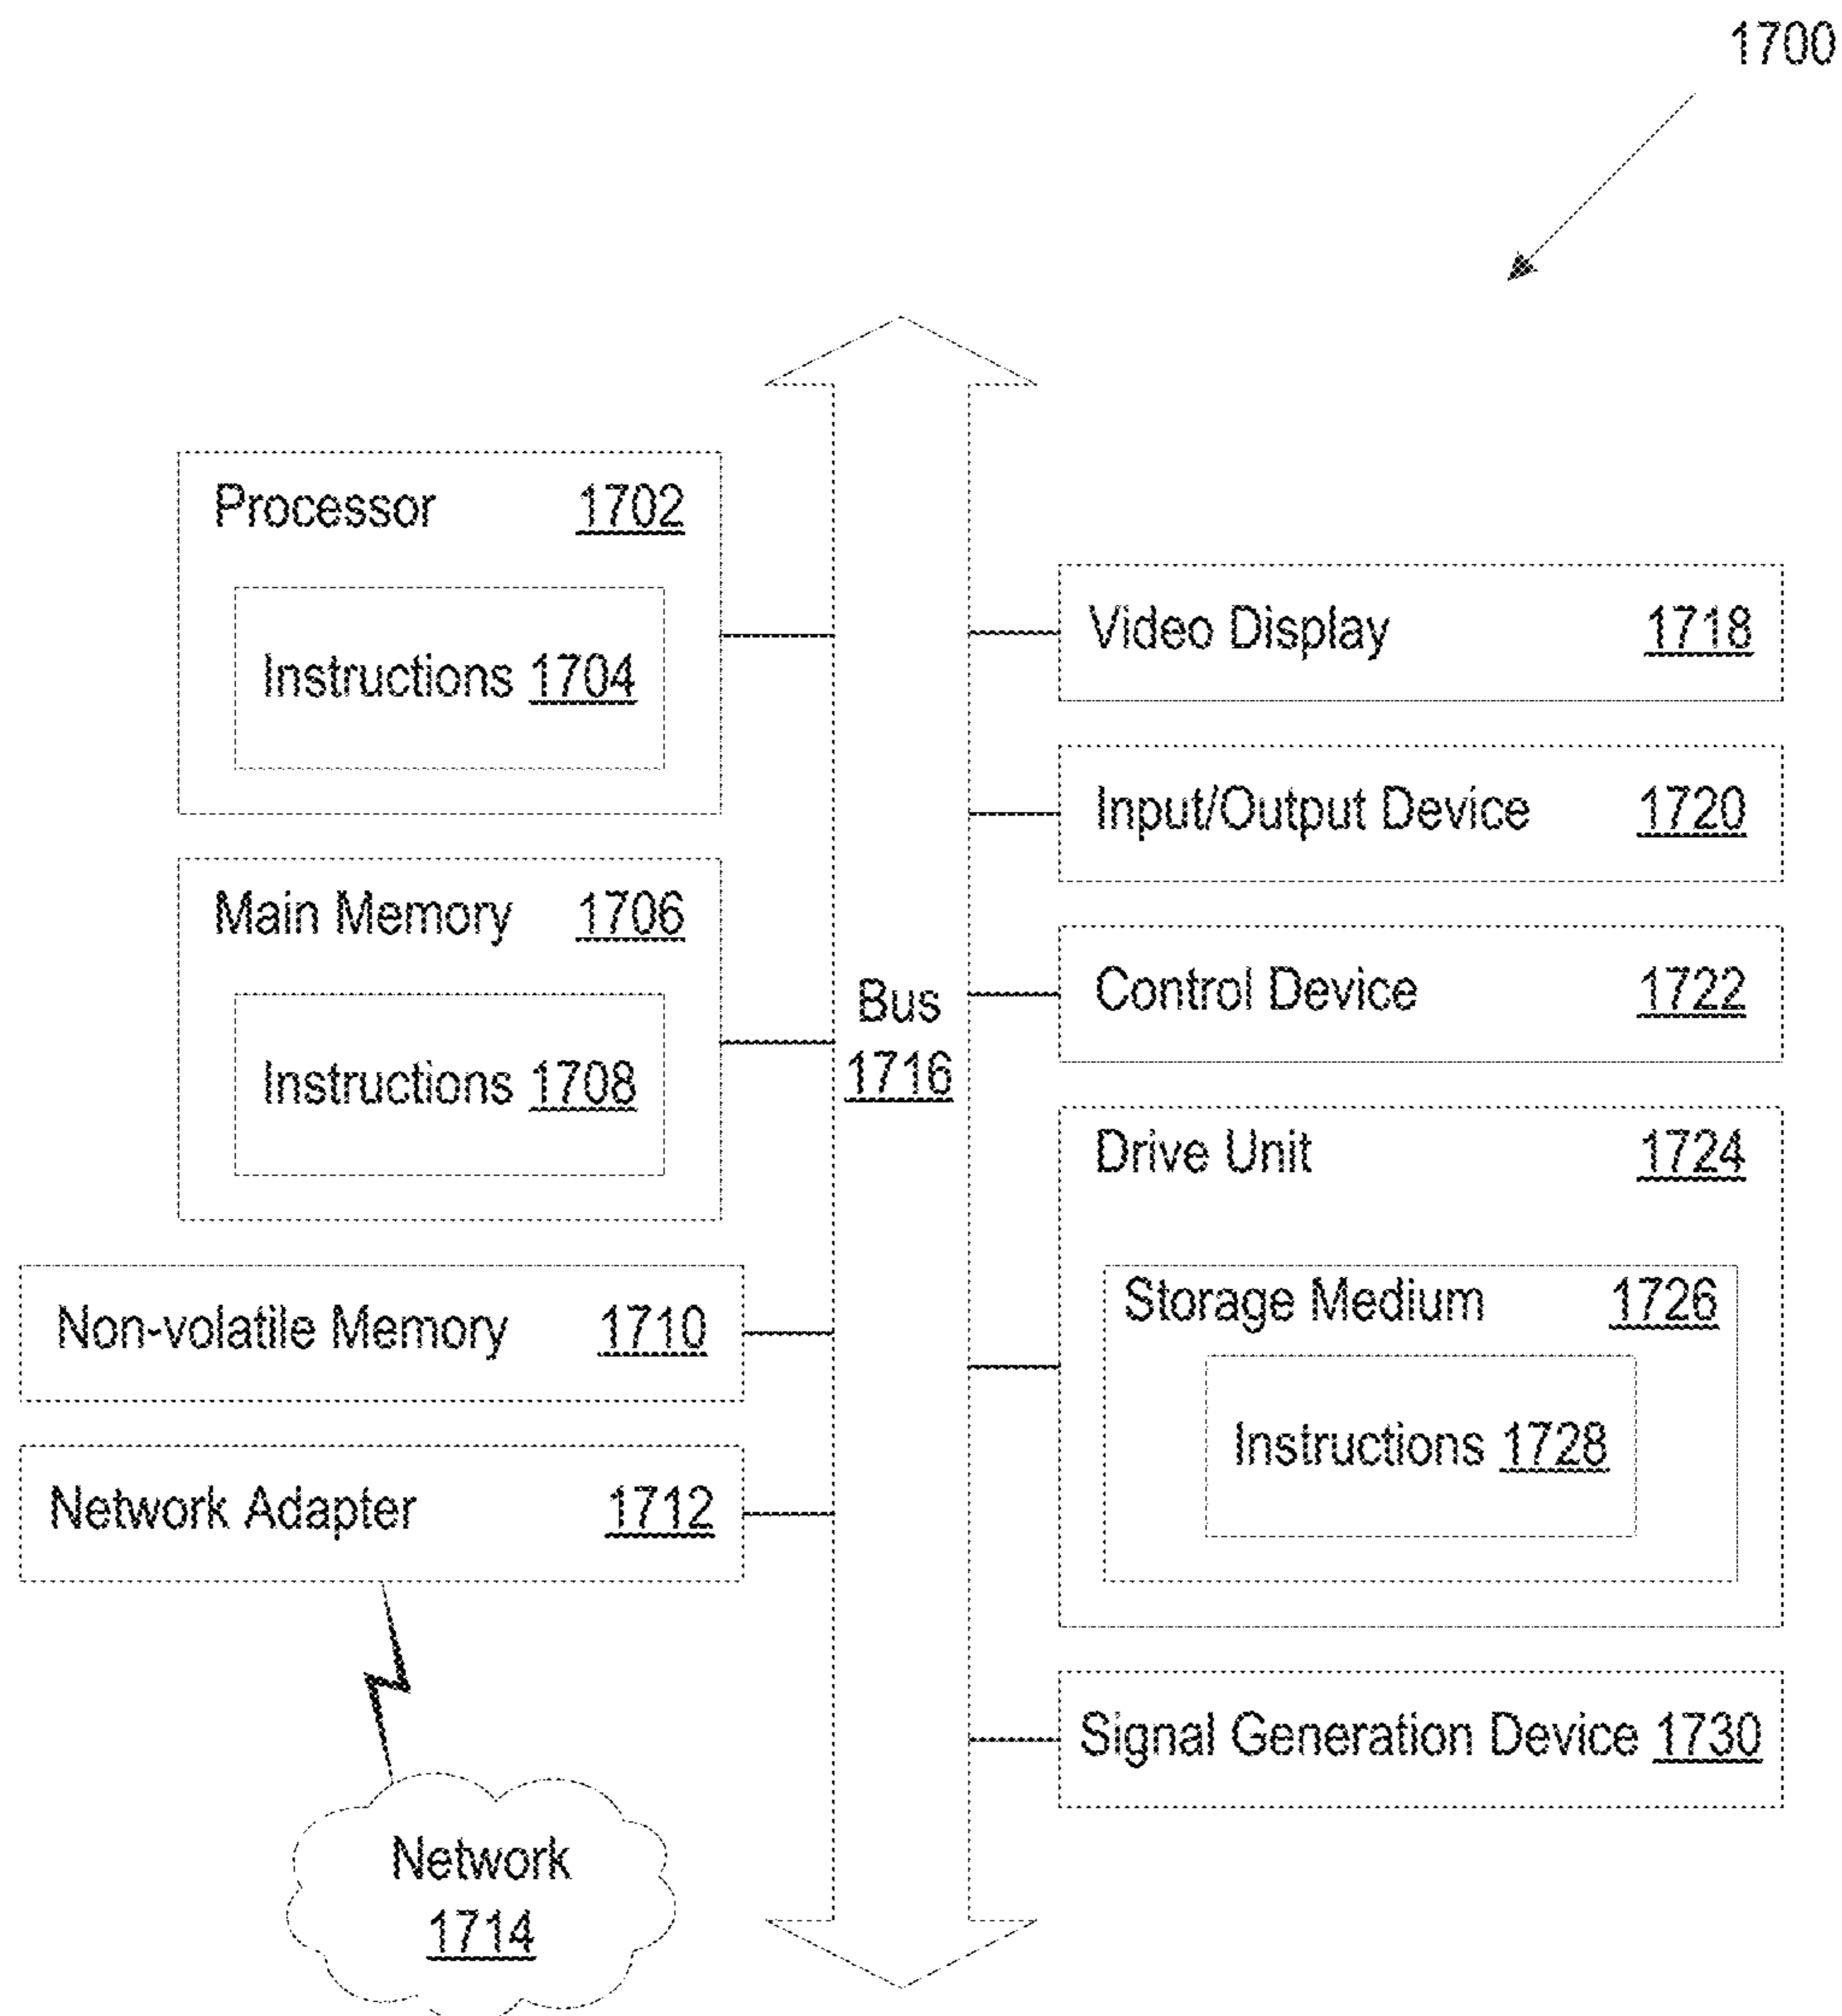 1700
Processor 1702
Instructions 1704
Main Memory 1706
Instructions 1708
Non-volatile Memory 1710
Network Adapter 1712
Network
1714
Bus
1716
Video Display 1718
Input/Output Device 1720
Control Device 1722
Drive Unit 1724
Storage Medium 1726
Instructions 1728
Signal Generation Device 1730